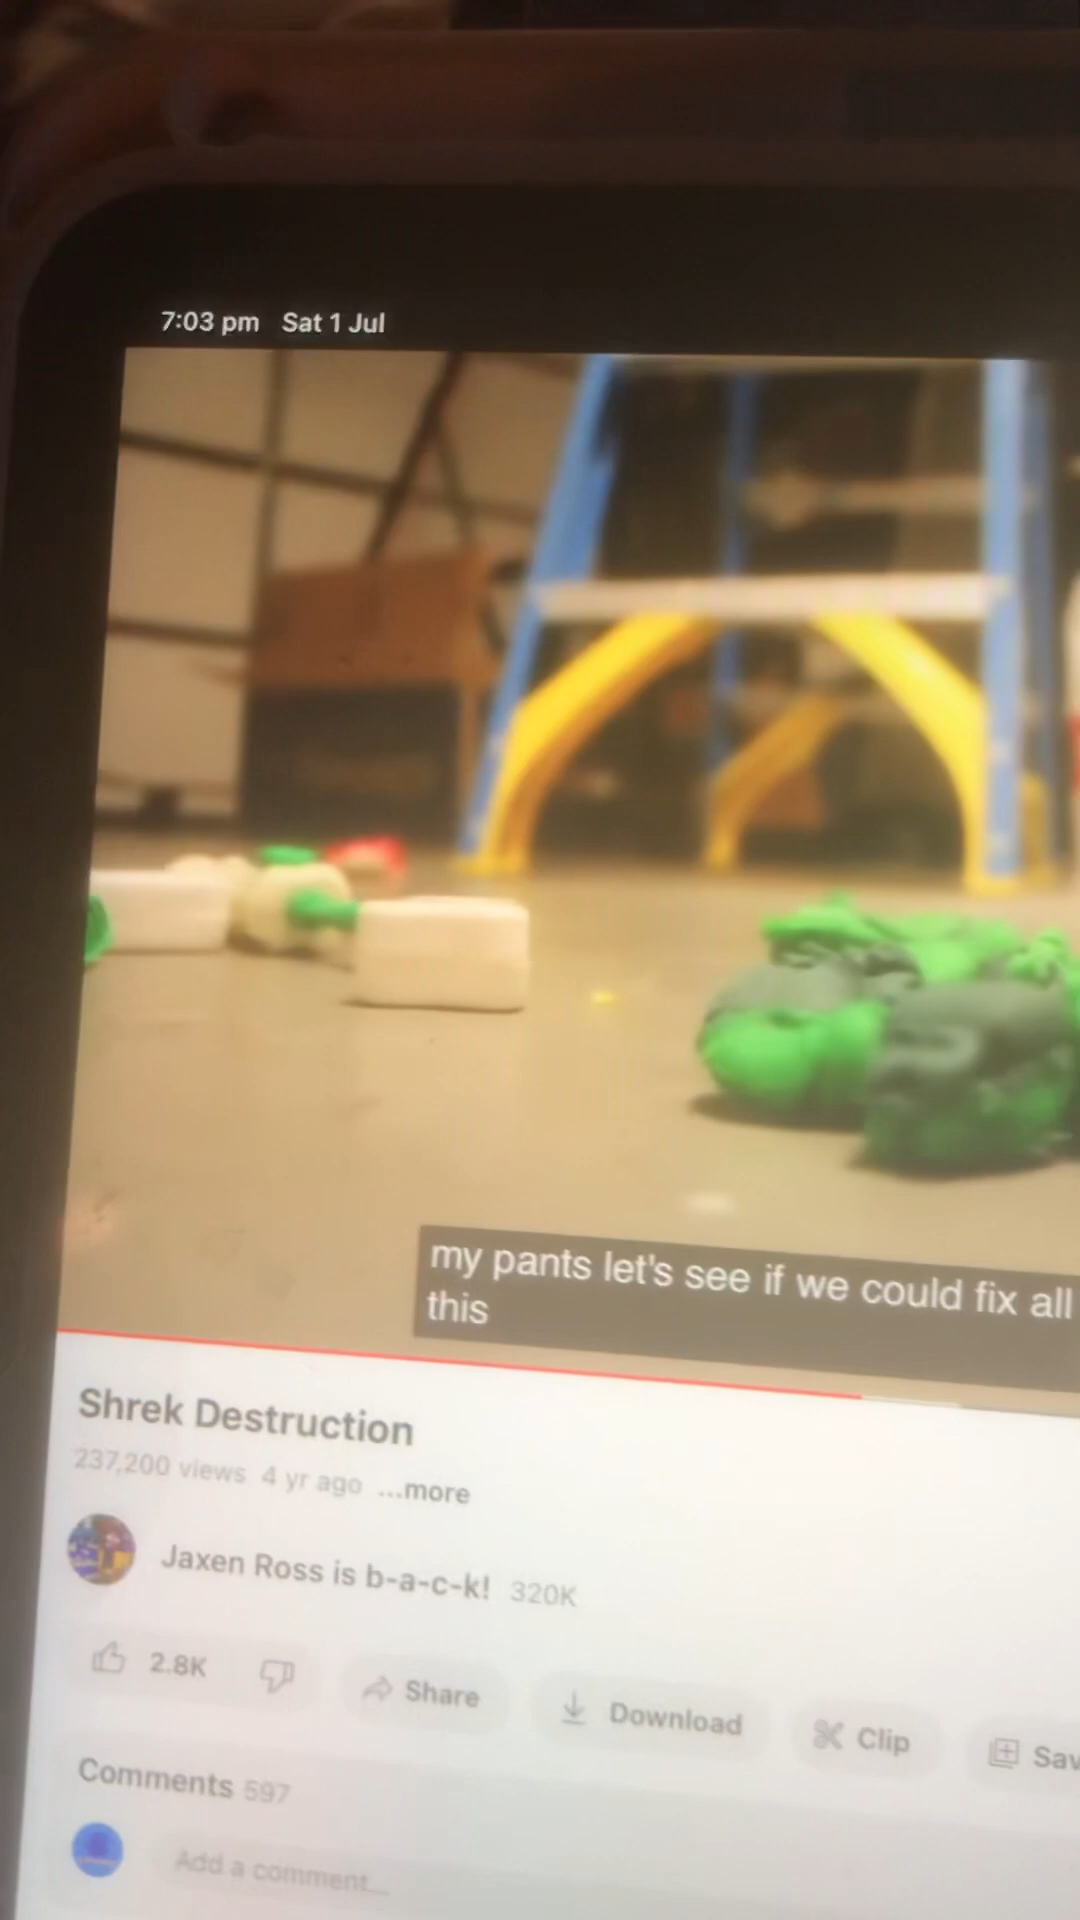 7:03 pm Sat 1 Jul
my pants let's see if we could fix all
this
Shrek Destruction
237,200 views 4 yr ago ...more
Jaxen Ross is b-a-c-k! 320K
2.8K Share Download Clip Sav
Comments 597
Add a comment...